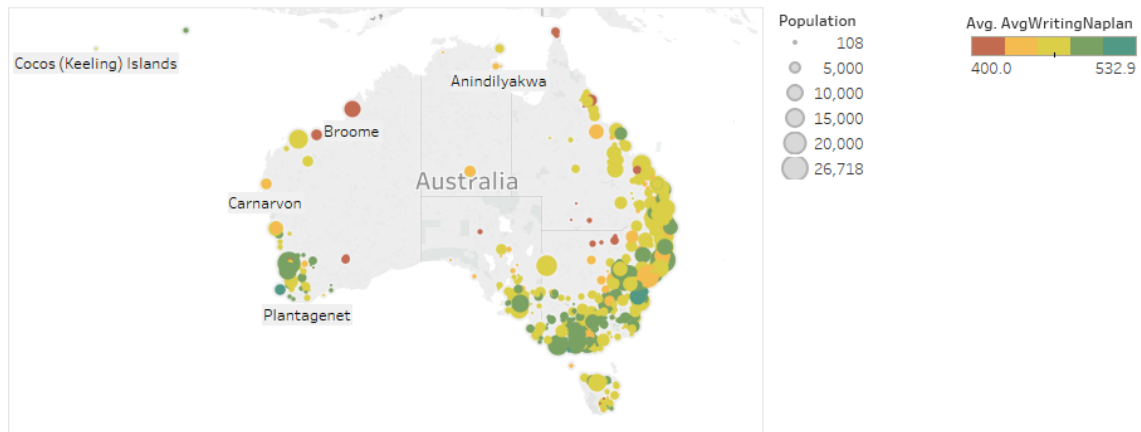 Cocos (Keeling) Islands
Anindilyakwa
Broome
Australia
Carnarvon
Plantagenet
Population
108
5,000
10,000
15,000
20,000
26,718
Avg. AvgWritingNaplan
400.0 532.9